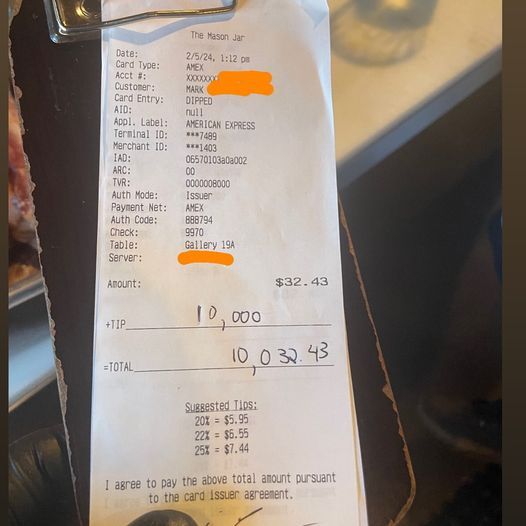 The Mason Jar
Date: 2/5/24, 1:12 pm
Card Type: AMEX
Acct #: XXXXXXX
Customer: MARK
Card Entry: DIPPED
AID: null
Appl. Label: AMERICAN EXPRESS
Terminal ID: ***7489
Merchant ID: ***1403
IAD: 06570103a0a002
ARC: 00
TVR: 0000008000
Auth Mode: Issuer
Payment Net: AMEX
Auth Code: 888794
Check: 9970
Table: Gallery 19A
Server:
Amount: $32.43
+TIP 10,000
=TOTAL 10,032.43
Suggested Tips:
20% = $5.95
22% = $6.55
25% = $7.44
I agree to pay the above total amount pursuant
to the card issuer agreement.